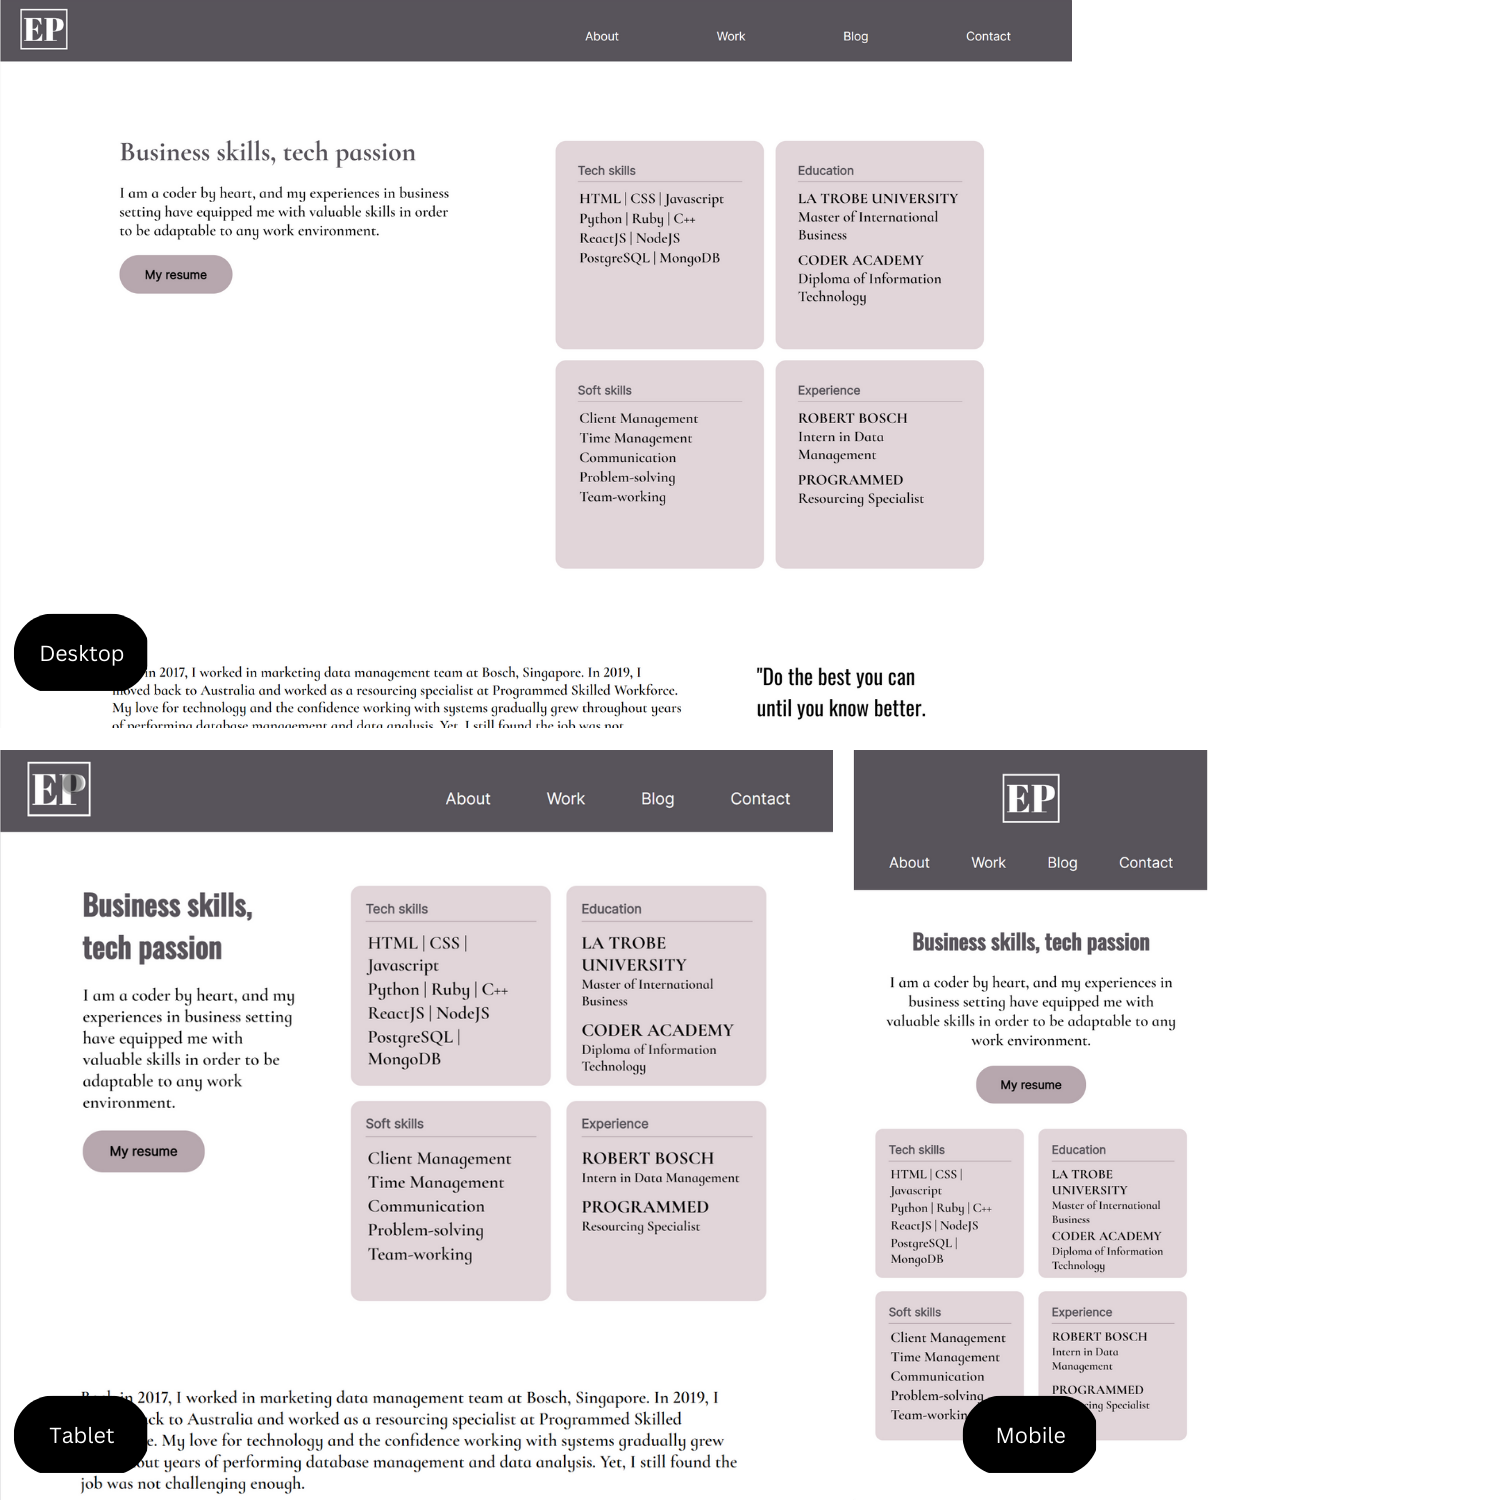 EP
About Work Blog Contact
Business skills, tech passion
I am a coder by heart, and my experiences in business
setting have equipped me with valuable skills in order
to be adaptable to any work environment.
My resume
Tech skills
HTML | CSS | Javascript
Python | Ruby | C++
ReactJS | NodeJS
PostgreSQL | MongoDB
Education
LA TROBE UNIVERSITY
Master of International
Business
CODER ACADEMY
Diploma of Information
Technology
Soft skills
Client Management
Time Management
Communication
Problem-solving
Team-working
Experience
ROBERT BOSCH
Intern in Data
Management
PROGRAMMED
Resourcing Specialist
Desktop
in 2017, I worked in marketing data management team at Bosch, Singapore. In 2019, I
moved back to Australia and worked as a resourcing specialist at Programmed Skilled Workforce.
My love for technology and the confidence working with systems gradually grew throughout years
of performing database management and data analysis. Yet, I still found the job was not
"Do the best you can
until you know better.
EP
About Work Blog Contact
Business skills,
tech passion
I am a coder by heart, and my
experiences in business setting
have equipped me with
valuable skills in order to be
adaptable to any work
environment.
My resume
Tech skills
HTML | CSS |
Javascript
Python | Ruby | C++
ReactJS | NodeJS
PostgreSQL |
MongoDB
Education
LA TROBE
UNIVERSITY
Master of International
Business
CODER ACADEMY
Diploma of Information
Technology
Soft skills
Client Management
Time Management
Communication
Problem-solving
Team-working
Experience
ROBERT BOSCH
Intern in Data Management
PROGRAMMED
Resourcing Specialist
Tablet
in 2017, I worked in marketing data management team at Bosch, Singapore. In 2019, I
to Australia and worked as a resourcing specialist at Programmed Skilled
My love for technology and the confidence working with systems gradually grew
years of performing database management and data analysis. Yet, I still found the
job was not challenging enough.
EP
About Work Blog Contact
Business skills, tech passion
I am a coder by heart, and my experiences in
business setting have equipped me with
valuable skills in order to be adaptable to any
work environment.
My resume
Tech skills
HTML | CSS |
Javascript
Python | Ruby | C++
ReactJS | NodeJS
PostgreSQL |
MongoDB
Education
LA TROBE
UNIVERSITY
Master of International
Business
CODER ACADEMY
Diploma of Information
Technology
Soft skills
Client Management
Time Management
Communication
Problem-solving
Experience
ROBERT BOSCH
Intern in Data
Management
PROGRAMMED
Specialist
Mobile